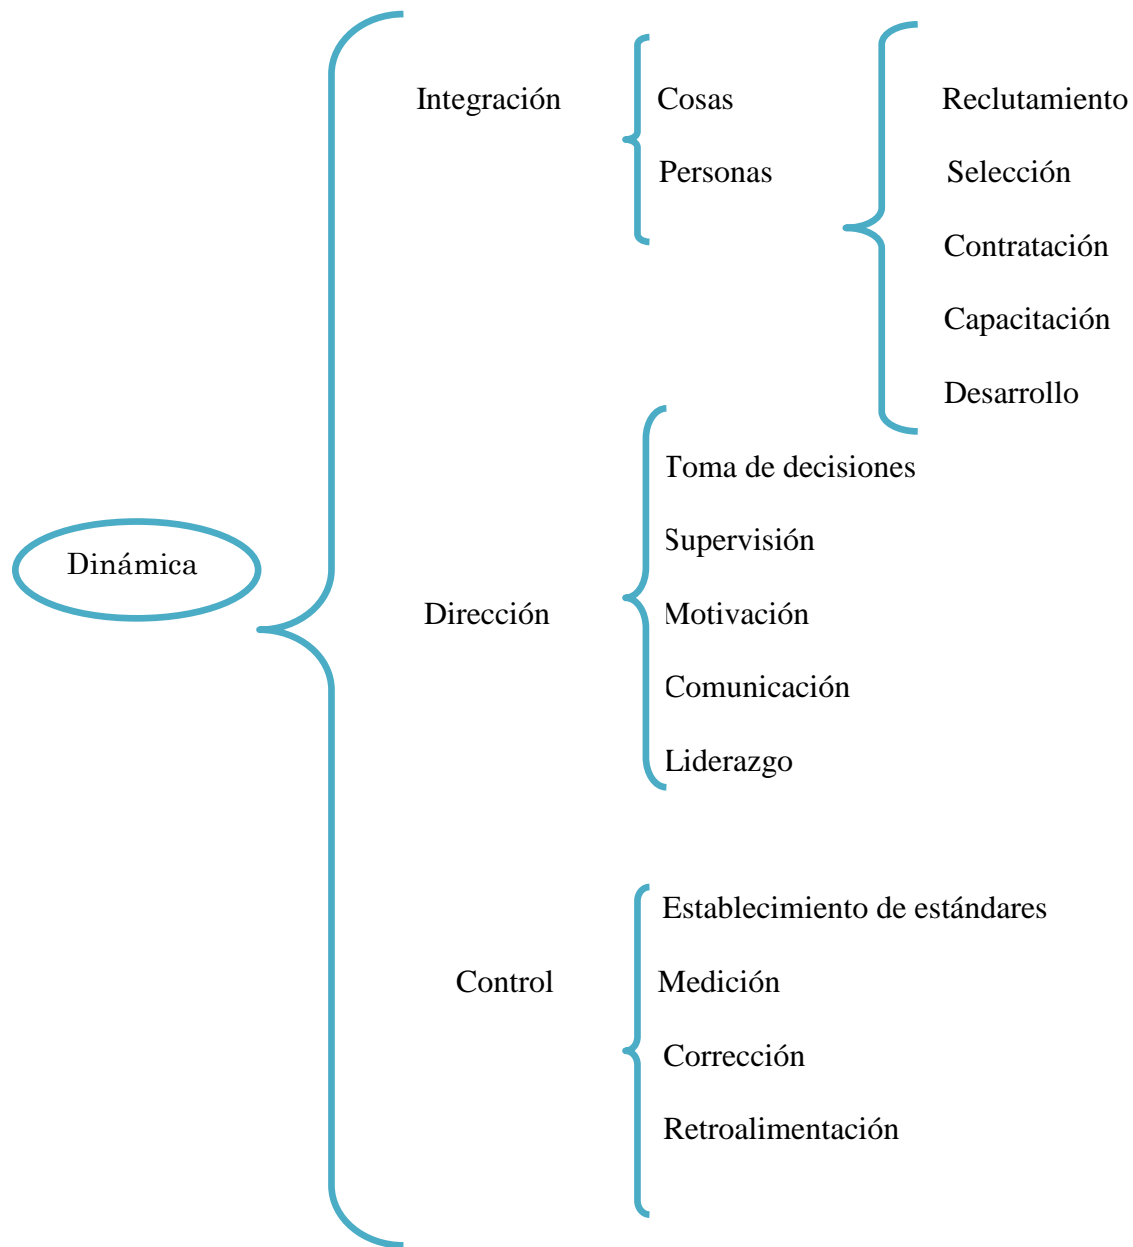 Dinámica
Integración
Cosas
Personas
Reclutamiento
Selección
Contratación
Capacitación
Desarrollo
Dirección
Toma de decisiones
Supervisión
Motivación
Comunicación
Liderazgo
Control
Establecimiento de estándares
Medición
Corrección
Retroalimentación